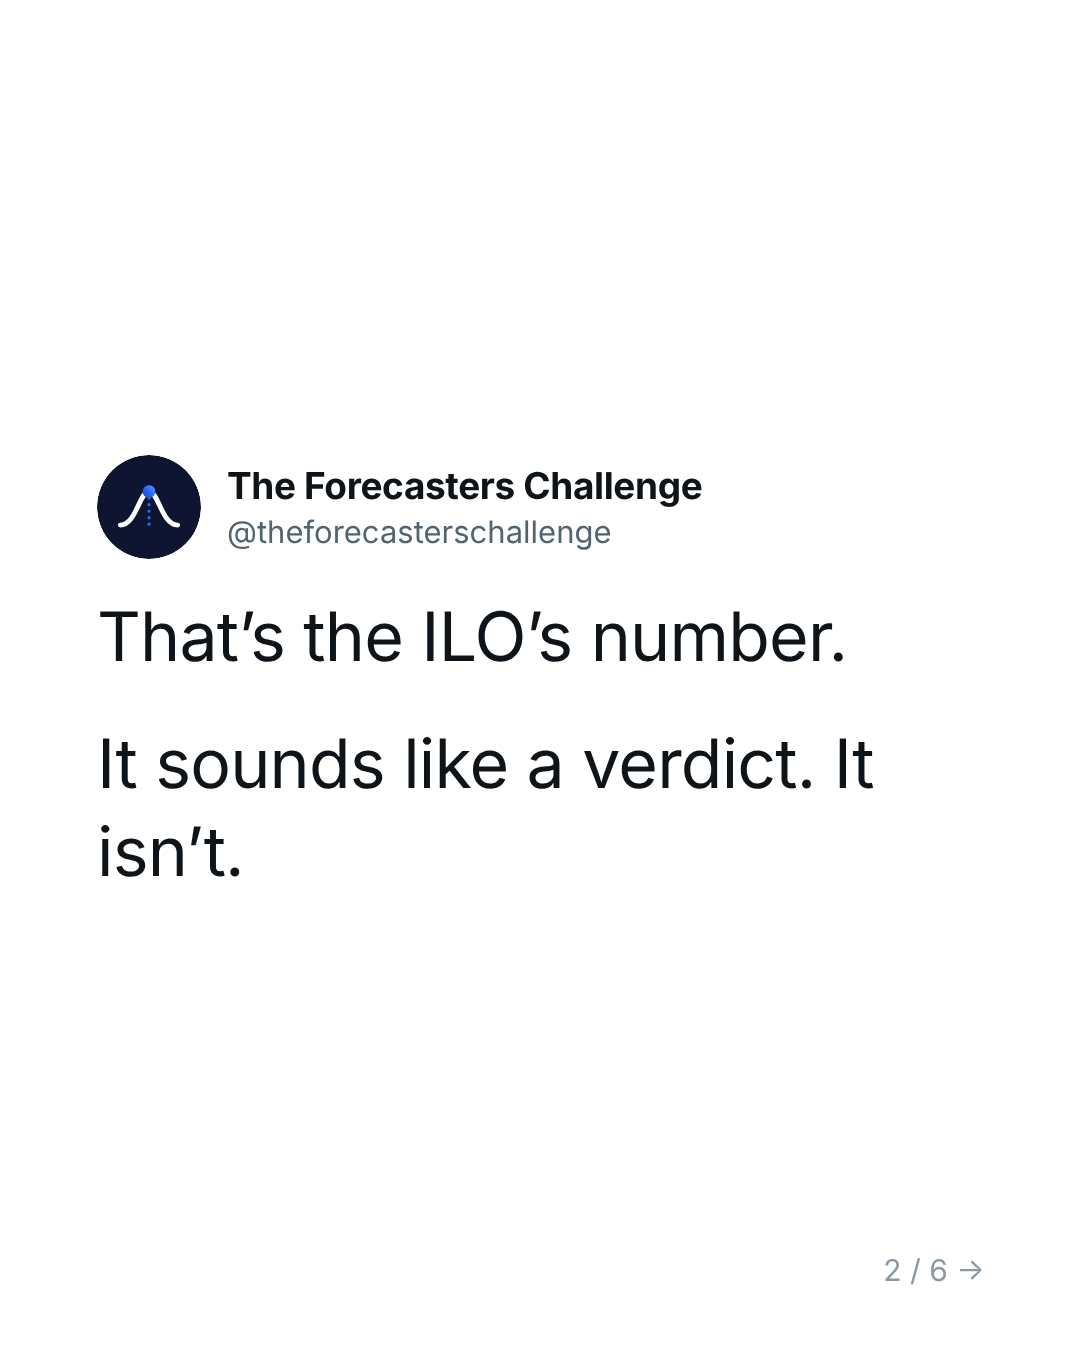 The Forecasters Challenge
@theforecasterschallenge
That’s the ILO’s number.
It sounds like a verdict. It
isn’t.
2 / 6 →